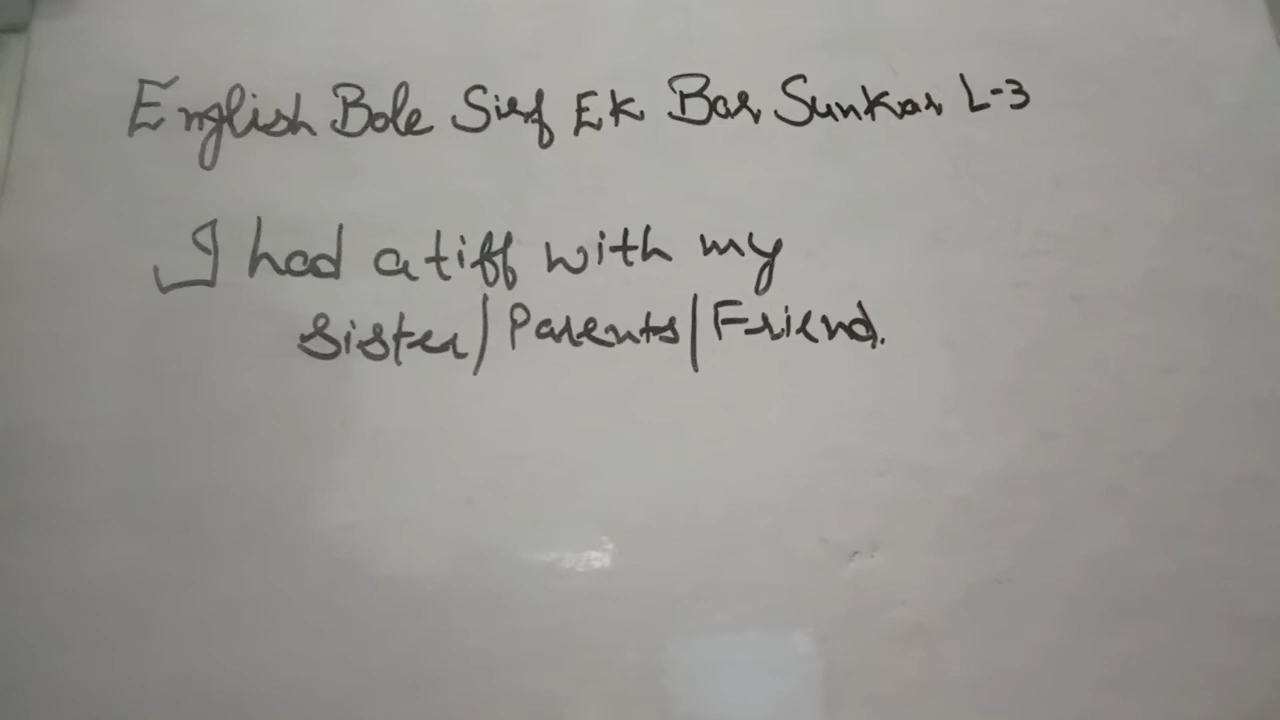 English Bole Sirf Ek Bar Sunkar L-3
I had a tiff with my
Sister/Parents/Friend.